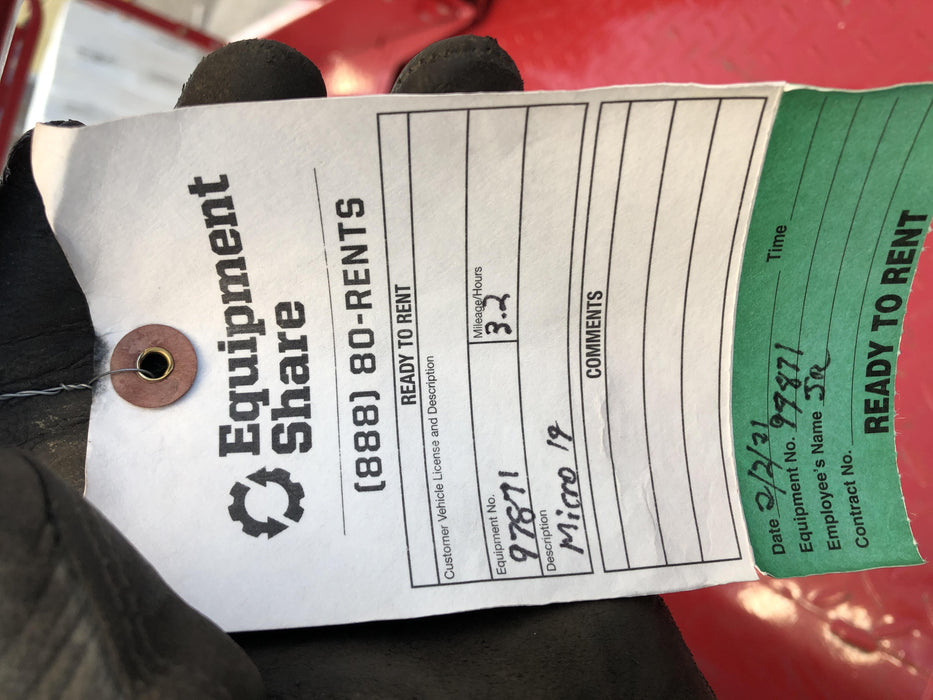 Equipment
Share
(888) 80-RENTS
READY TO RENT
Customer Vehicle License and Description
Equipment No.
97871
Mileage/Hours
3.2
Description
Micro 19
COMMENTS
Date 2/2/21 Time
Equipment No. 97871
Employee's Name JR
Contract No.
READY TO RENT